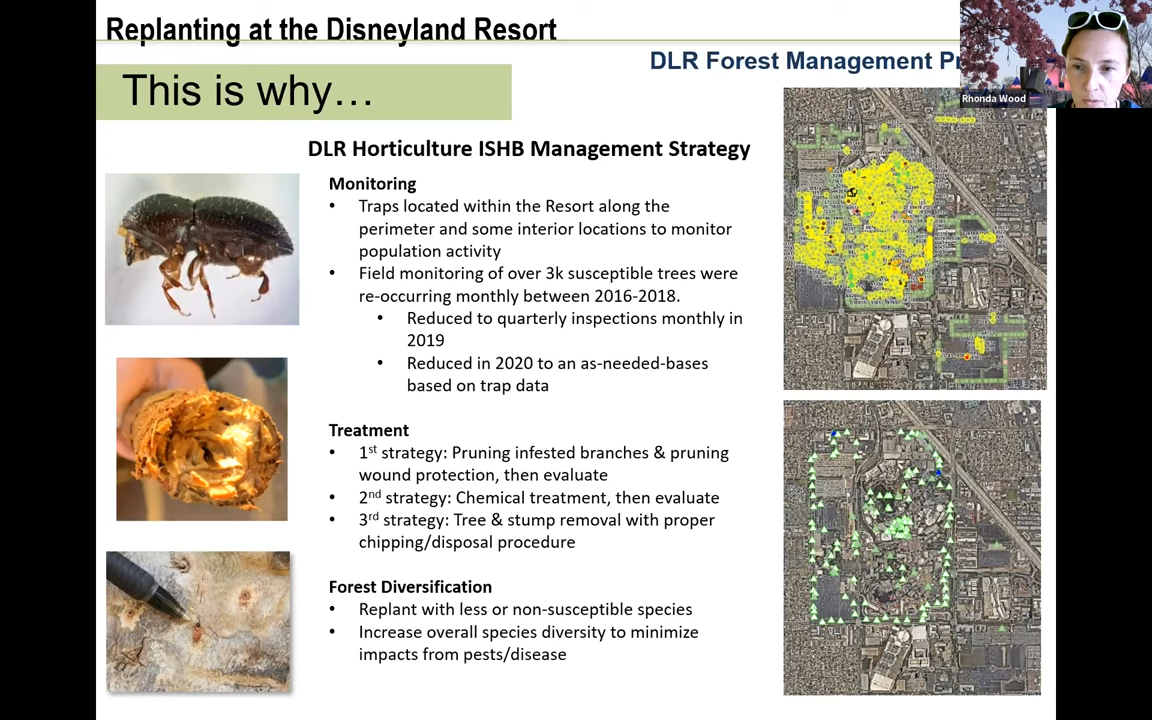 Replanting at the Disneyland Resort
DLR Forest Management
Rhonda Wood
This is why…
DLR Horticulture ISHB Management Strategy
Monitoring
• Traps located within the Resort along the
perimeter and some interior locations to monitor
population activity
• Field monitoring of over 3k susceptible trees were
re-occurring monthly between 2016-2018.
• Reduced to quarterly inspections monthly in
2019
• Reduced in 2020 to an as-needed-bases
based on trap data
Treatment
• 1st strategy: Pruning infested branches & pruning
wound protection, then evaluate
• 2nd strategy: Chemical treatment, then evaluate
• 3rd strategy: Tree & stump removal with proper
chipping/disposal procedure
Forest Diversification
• Replant with less or non-susceptible species
• Increase overall species diversity to minimize
impacts from pests/disease